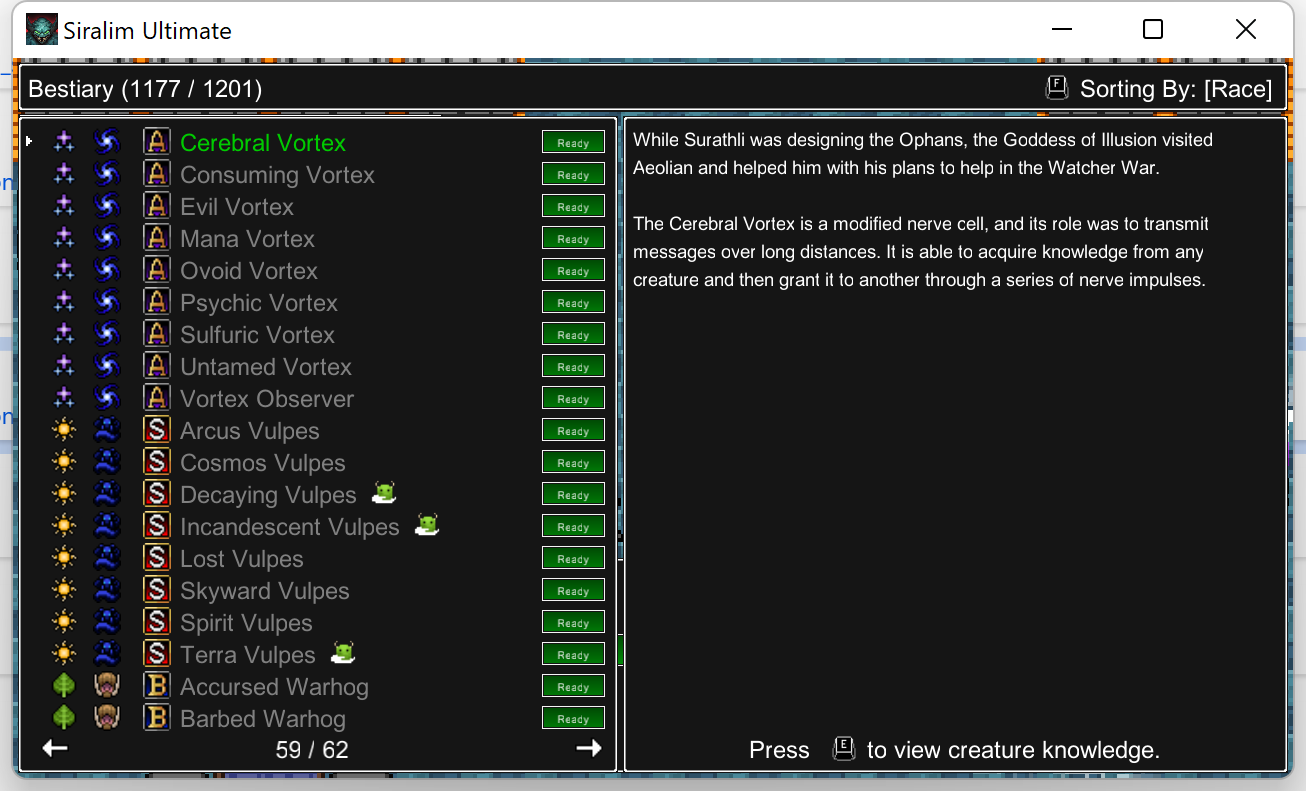 Siralim Ultimate
Bestiary (1177 / 1201)
F Sorting By: [Race]
A Cerebral Vortex Ready
A Consuming Vortex Ready
A Evil Vortex Ready
A Mana Vortex Ready
A Ovoid Vortex Ready
A Psychic Vortex Ready
A Sulfuric Vortex Ready
A Untamed Vortex Ready
A Vortex Observer Ready
S Arcus Vulpes Ready
S Cosmos Vulpes Ready
S Decaying Vulpes Ready
S Incandescent Vulpes Ready
S Lost Vulpes Ready
S Skyward Vulpes Ready
S Spirit Vulpes Ready
S Terra Vulpes Ready
B Accursed Warhog Ready
B Barbed Warhog Ready
59 / 62
While Surathli was designing the Ophans, the Goddess of Illusion visited
Aeolian and helped him with his plans to help in the Watcher War.
The Cerebral Vortex is a modified nerve cell, and its role was to transmit
messages over long distances. It is able to acquire knowledge from any
creature and then grant it to another through a series of nerve impulses.
Press E to view creature knowledge.
on
on